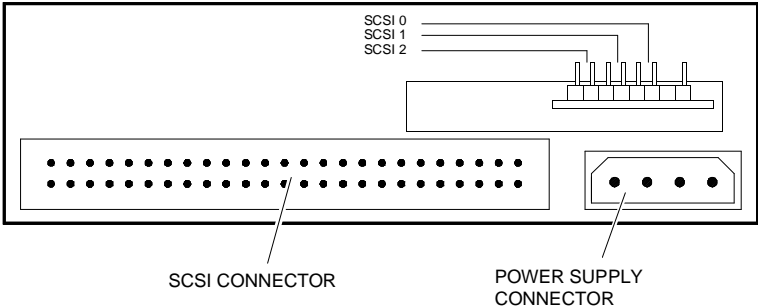 SCSI 0
SCSI 1
SCSI 2
SCSI CONNECTOR
POWER SUPPLY
CONNECTOR